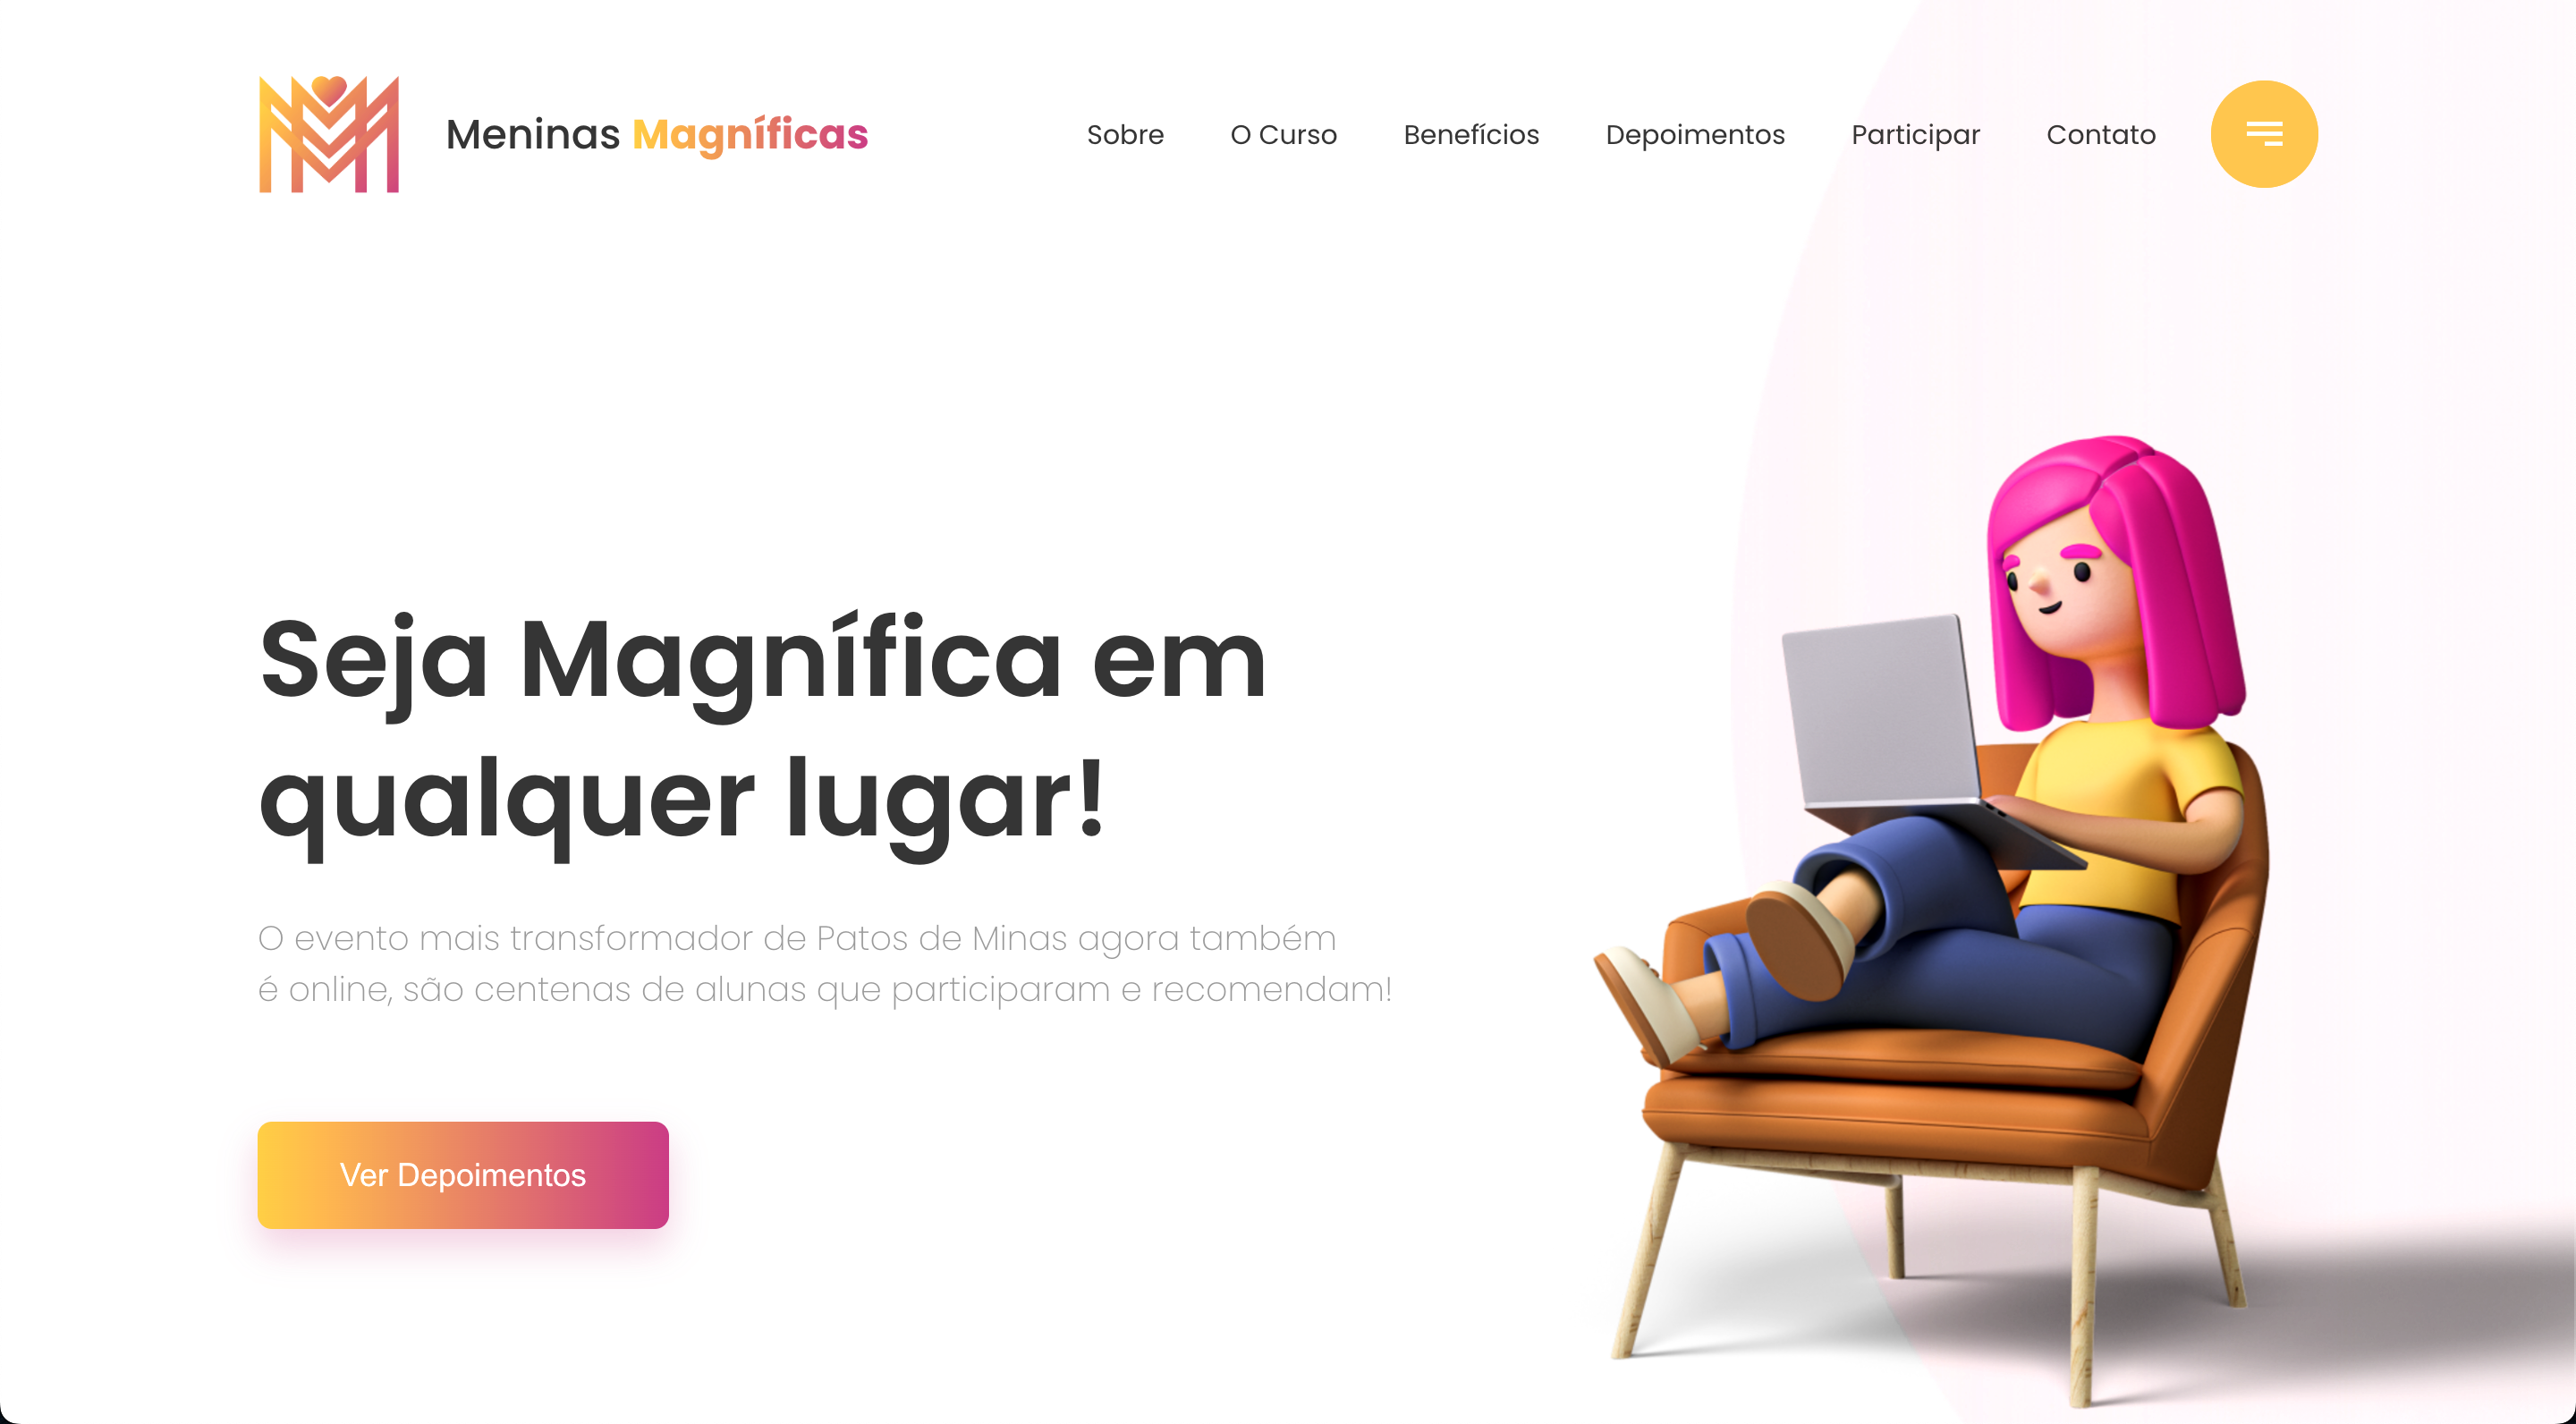 Meninas Magníficas
Sobre
O Curso
Benefícios
Depoimentos
Participar
Contato
Seja Magnífica em
qualquer lugar!
O evento mais transformador de Patos de Minas agora também
é online, são centenas de alunas que participaram e recomendam!
Ver Depoimentos